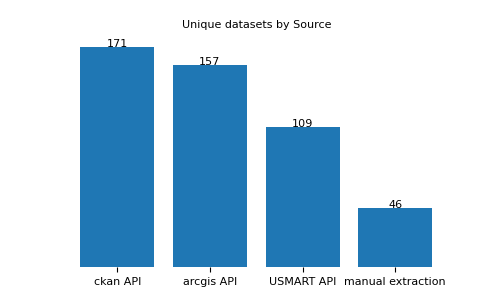 Unique datasets by Source
171
157
109
46
ckan API
arcgis API
USMART API
manual extraction